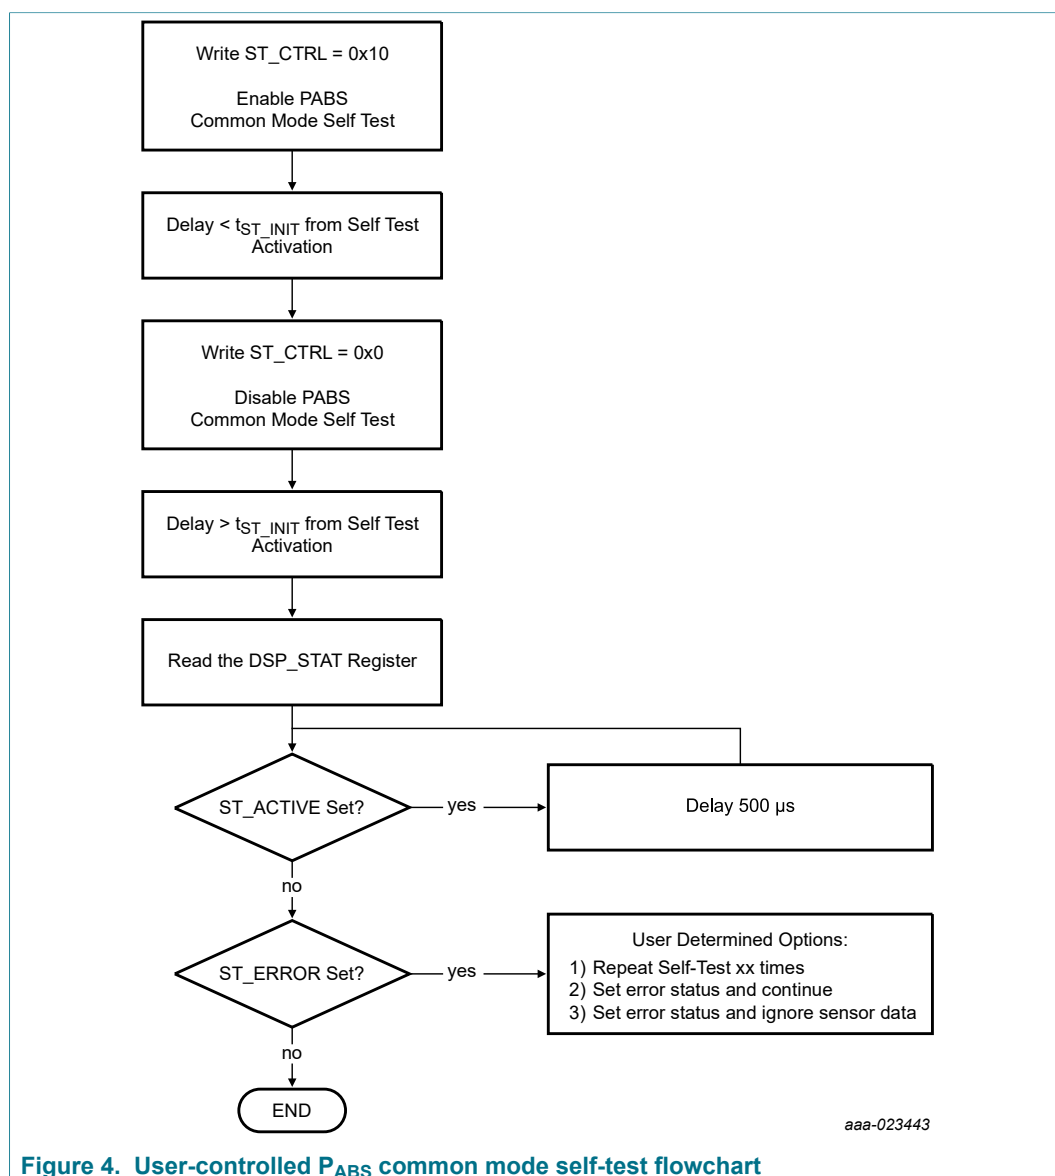 Write ST_CTRL = 0x10
Enable PABS
Common Mode Self Test
Delay < tST_INIT from Self Test
Activation
Write ST_CTRL = 0x0
Disable PABS
Common Mode Self Test
Delay > tST_INIT from Self Test
Activation
Read the DSP_STAT Register
ST_ACTIVE Set?
yes
Delay 500 µs
no
ST_ERROR Set?
yes
User Determined Options:
1) Repeat Self-Test xx times
2) Set error status and continue
3) Set error status and ignore sensor data
no
END
aaa-023443
Figure 4. User-controlled PABS common mode self-test flowchart